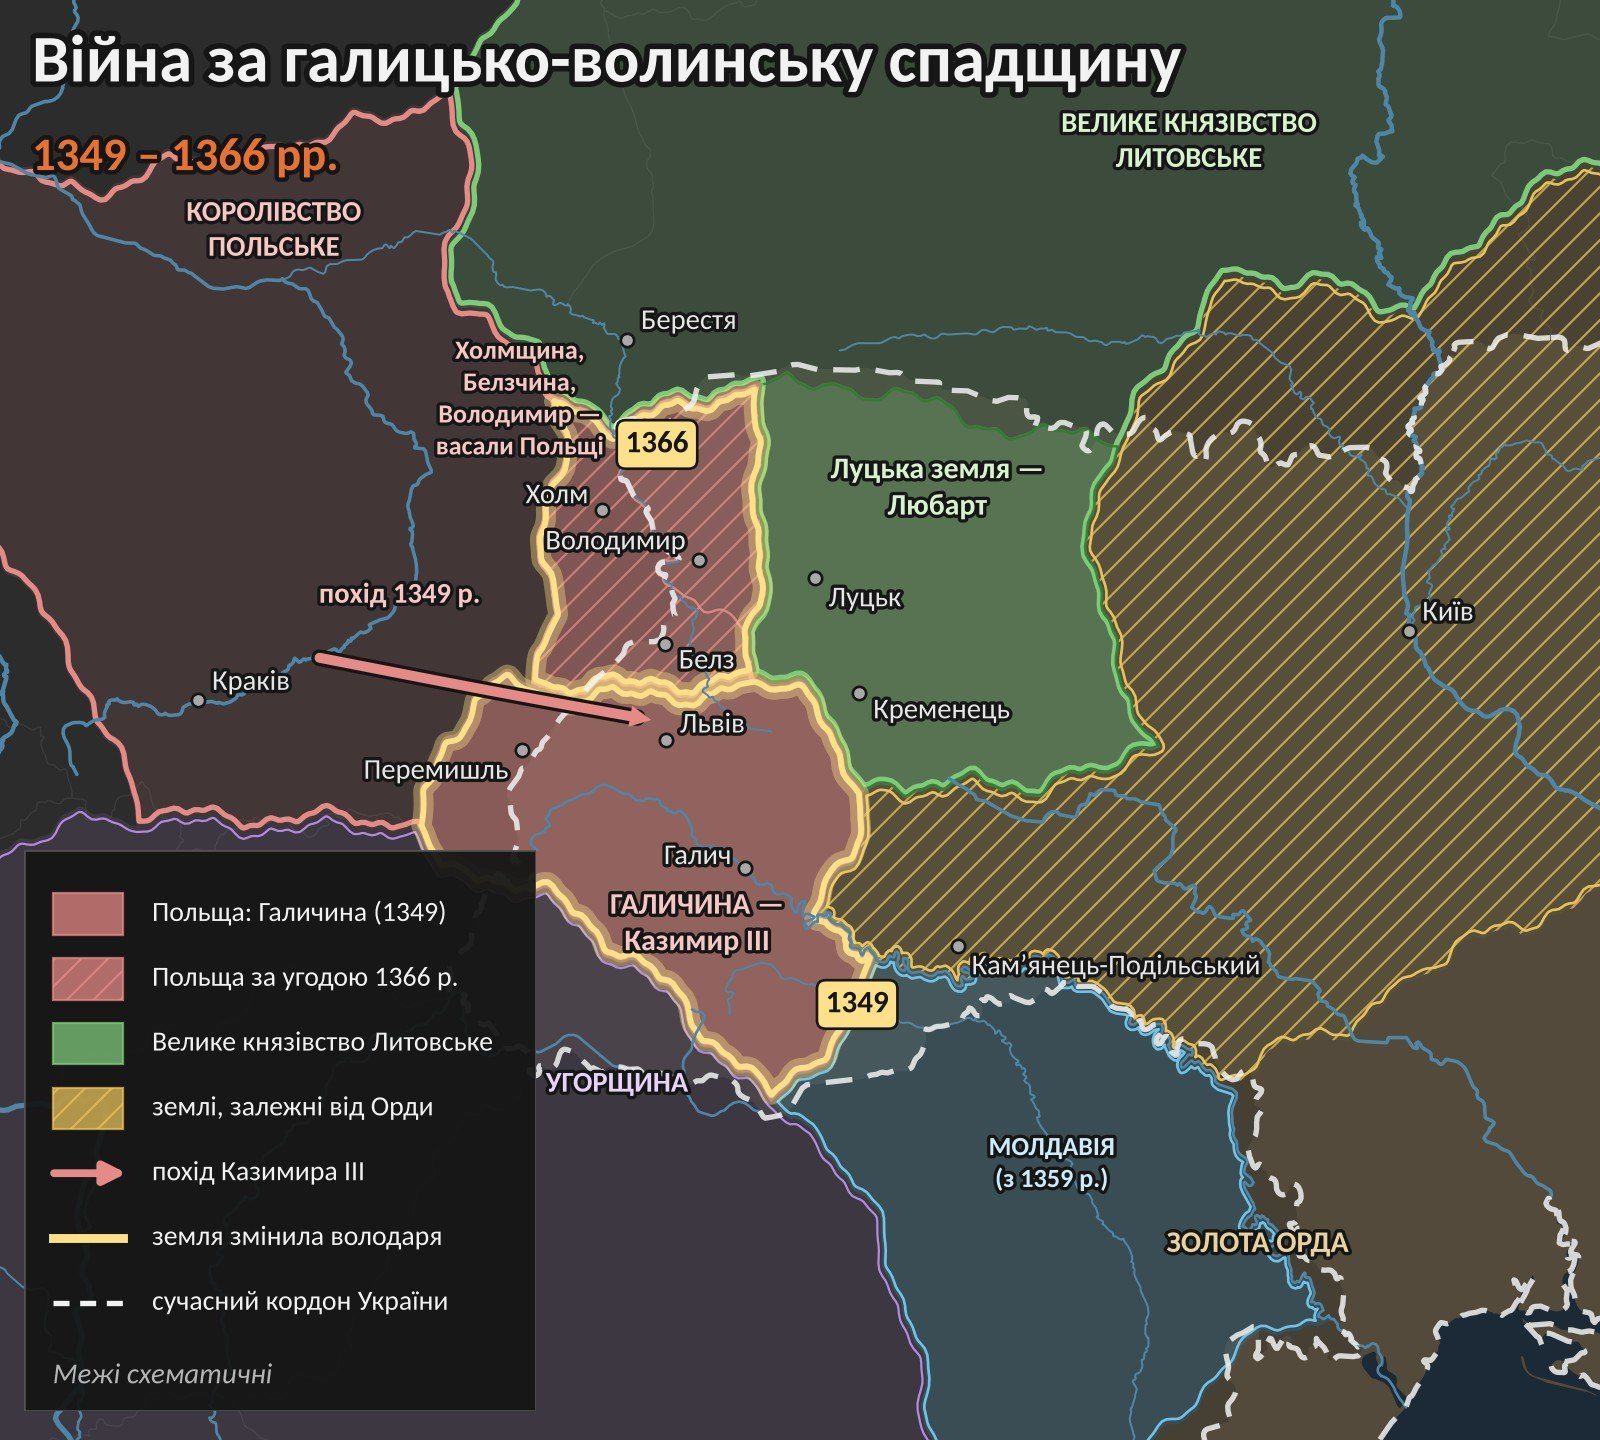 Війна за галицько-волинську спадщину
1349 – 1366 рр.
ВЕЛИКЕ КНЯЗІВСТВО
ЛИТОВСЬКЕ
КОРОЛІВСТВО
ПОЛЬСЬКЕ
Берестя
Холмщина,
Белзчина,
Володимир —
васали Польщі
1366
Луцька земля —
Любарт
Холм
Володимир
Луцьк
похід 1349 р.
Київ
Белз
Краків
Кременець
Львів
Перемишль
Галич
ГАЛИЧИНА —
Казимир III
Кам’янець-Подільський
1349
УГОРЩИНА
МОЛДАВІЯ
(з 1359 р.)
ЗОЛОТА ОРДА
Польща: Галичина (1349)
Польща за угодою 1366 р.
Велике князівство Литовське
землі, залежні від Орди
похід Казимира III
земля змінила володаря
сучасний кордон України
Межі схематичні